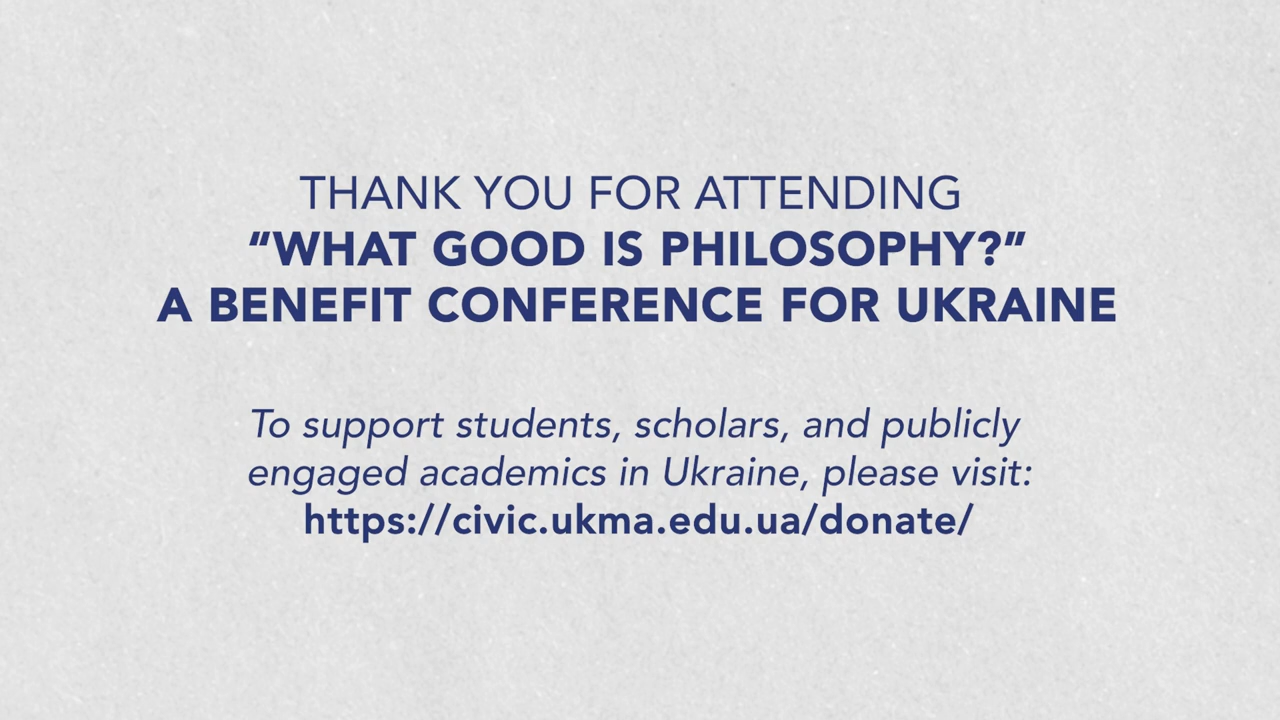 THANK YOU FOR ATTENDING
“WHAT GOOD IS PHILOSOPHY?”
A BENEFIT CONFERENCE FOR UKRAINE
To support students, scholars, and publicly
engaged academics in Ukraine, please visit:
https://civic.ukma.edu.ua/donate/